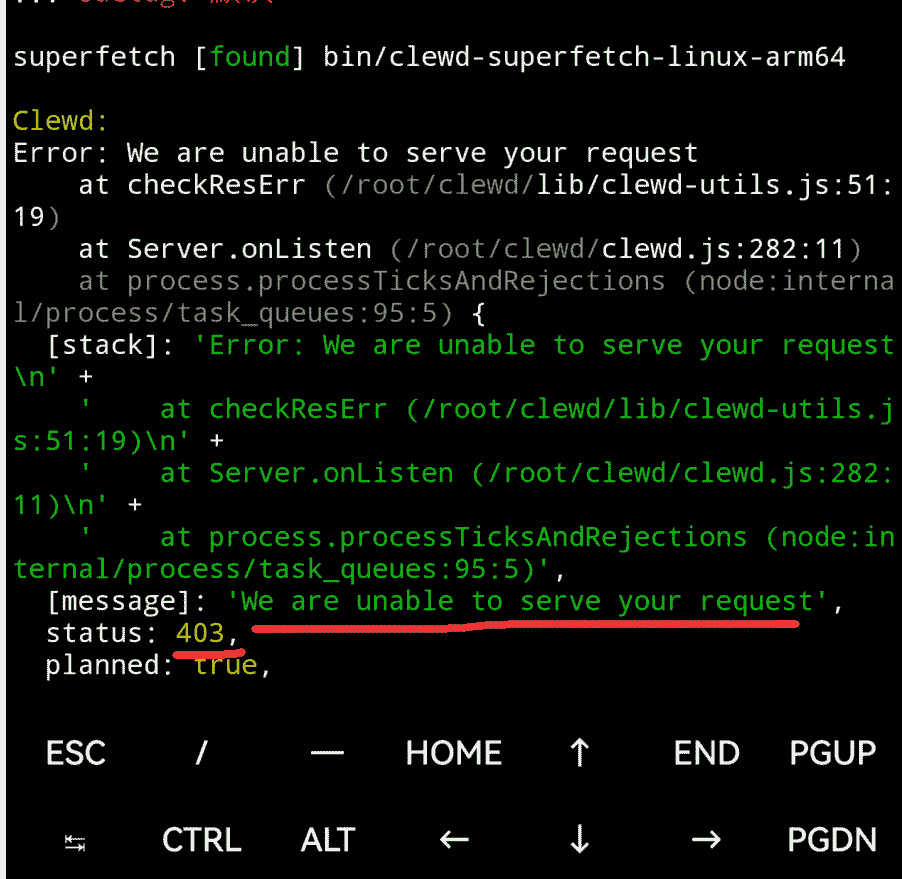 superfetch [found] bin/clewd-superfetch-linux-arm64
Clewd:
Error: We are unable to serve your request
    at checkResErr (/root/clewd/lib/clewd-utils.js:51:
19)
    at Server.onListen (/root/clewd/clewd.js:282:11)
    at process.processTicksAndRejections (node:interna
l/process/task_queues:95:5) {
  [stack]: 'Error: We are unable to serve your request
\n' +
    '    at checkResErr (/root/clewd/lib/clewd-utils.j
s:51:19)\n' +
    '    at Server.onListen (/root/clewd/clewd.js:282:
11)\n' +
    '    at process.processTicksAndRejections (node:in
ternal/process/task_queues:95:5)',
  [message]: 'We are unable to serve your request',
  status: 403,
  planned: true,
ESC / — HOME ↑ END PGUP
↹ CTRL ALT ← ↓ → PGDN